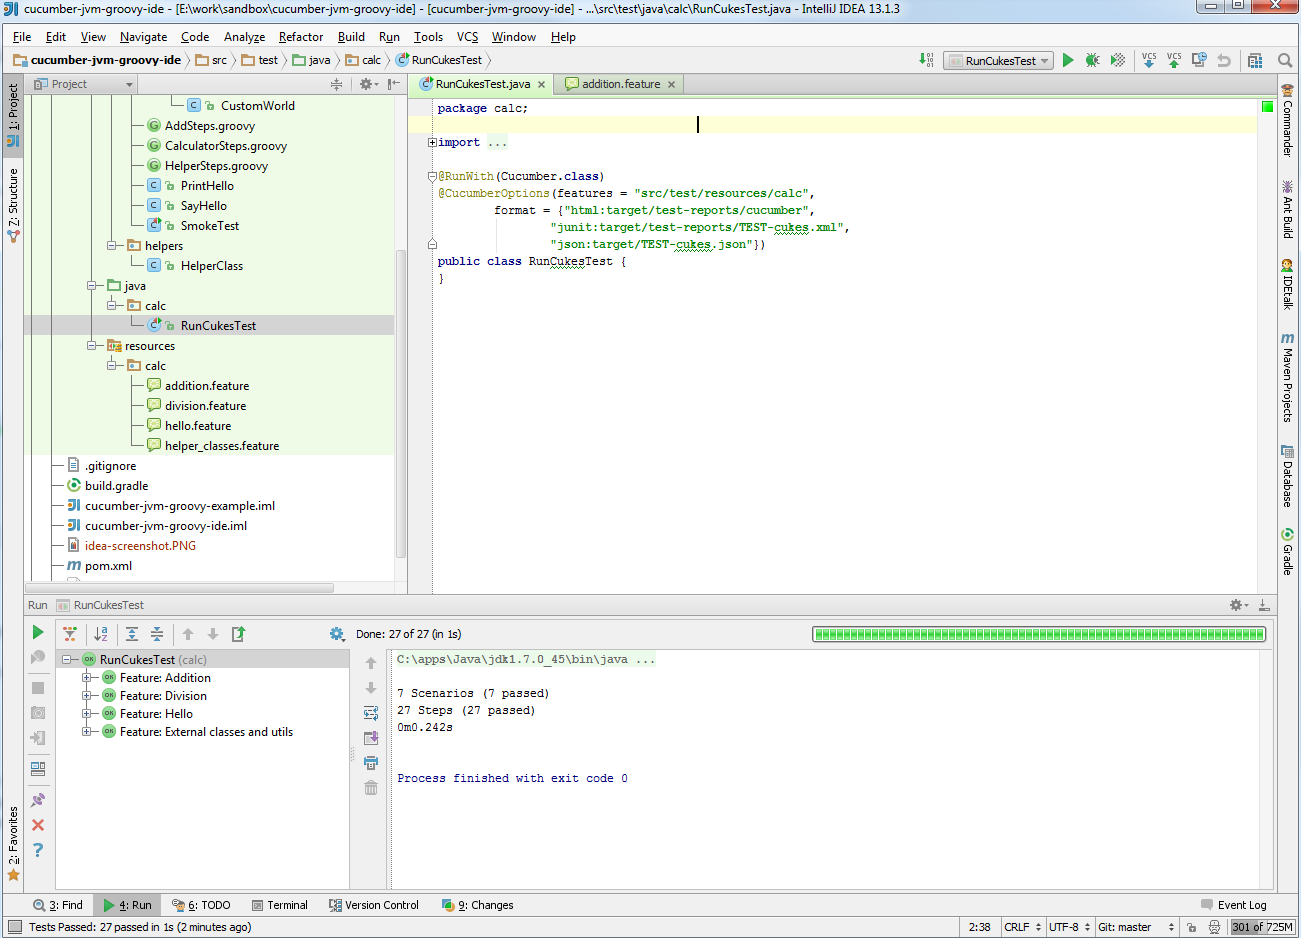 cucumber-jvm-groovy-ide - [E:\work\sandbox\cucumber-jvm-groovy-ide] - [cucumber-jvm-groovy-ide] - ...\src\test\java\calc\RunCukesTest.java - IntelliJ IDEA 13.1.3
File Edit View Navigate Code Analyze Refactor Build Run Tools VCS Window Help
cucumber-jvm-groovy-ide src test java calc RunCukesTest
RunCukesTest
VCS VCS
1: Project
7: Structure
2: Favorites
Project
CustomWorld
AddSteps.groovy
CalculatorSteps.groovy
HelperSteps.groovy
PrintHello
SayHello
SmokeTest
helpers
HelperClass
java
calc
RunCukesTest
resources
calc
addition.feature
division.feature
hello.feature
helper_classes.feature
.gitignore
build.gradle
cucumber-jvm-groovy-example.iml
cucumber-jvm-groovy-ide.iml
idea-screenshot.PNG
pom.xml
RunCukesTest.java addition.feature
package calc;
import ...
@RunWith(Cucumber.class)
@CucumberOptions(features = "src/test/resources/calc",
format = {"html:target/test-reports/cucumber",
"junit:target/test-reports/TEST-cukes.xml",
"json:target/TEST-cukes.json"})
public class RunCukesTest {
}
Commander
Ant Build
IDEtalk
Maven Projects
Database
Gradle
Run RunCukesTest
Done: 27 of 27 (in 1s)
RunCukesTest (calc)
Feature: Addition
Feature: Division
Feature: Hello
Feature: External classes and utils
C:\apps\Java\jdk1.7.0_45\bin\java ...
7 Scenarios (7 passed)
27 Steps (27 passed)
0m0.242s
Process finished with exit code 0
3: Find 4: Run 6: TODO Terminal Version Control 9: Changes Event Log
Tests Passed: 27 passed in 1s (2 minutes ago) 2:38 CRLF UTF-8 Git: master 301 of 725M